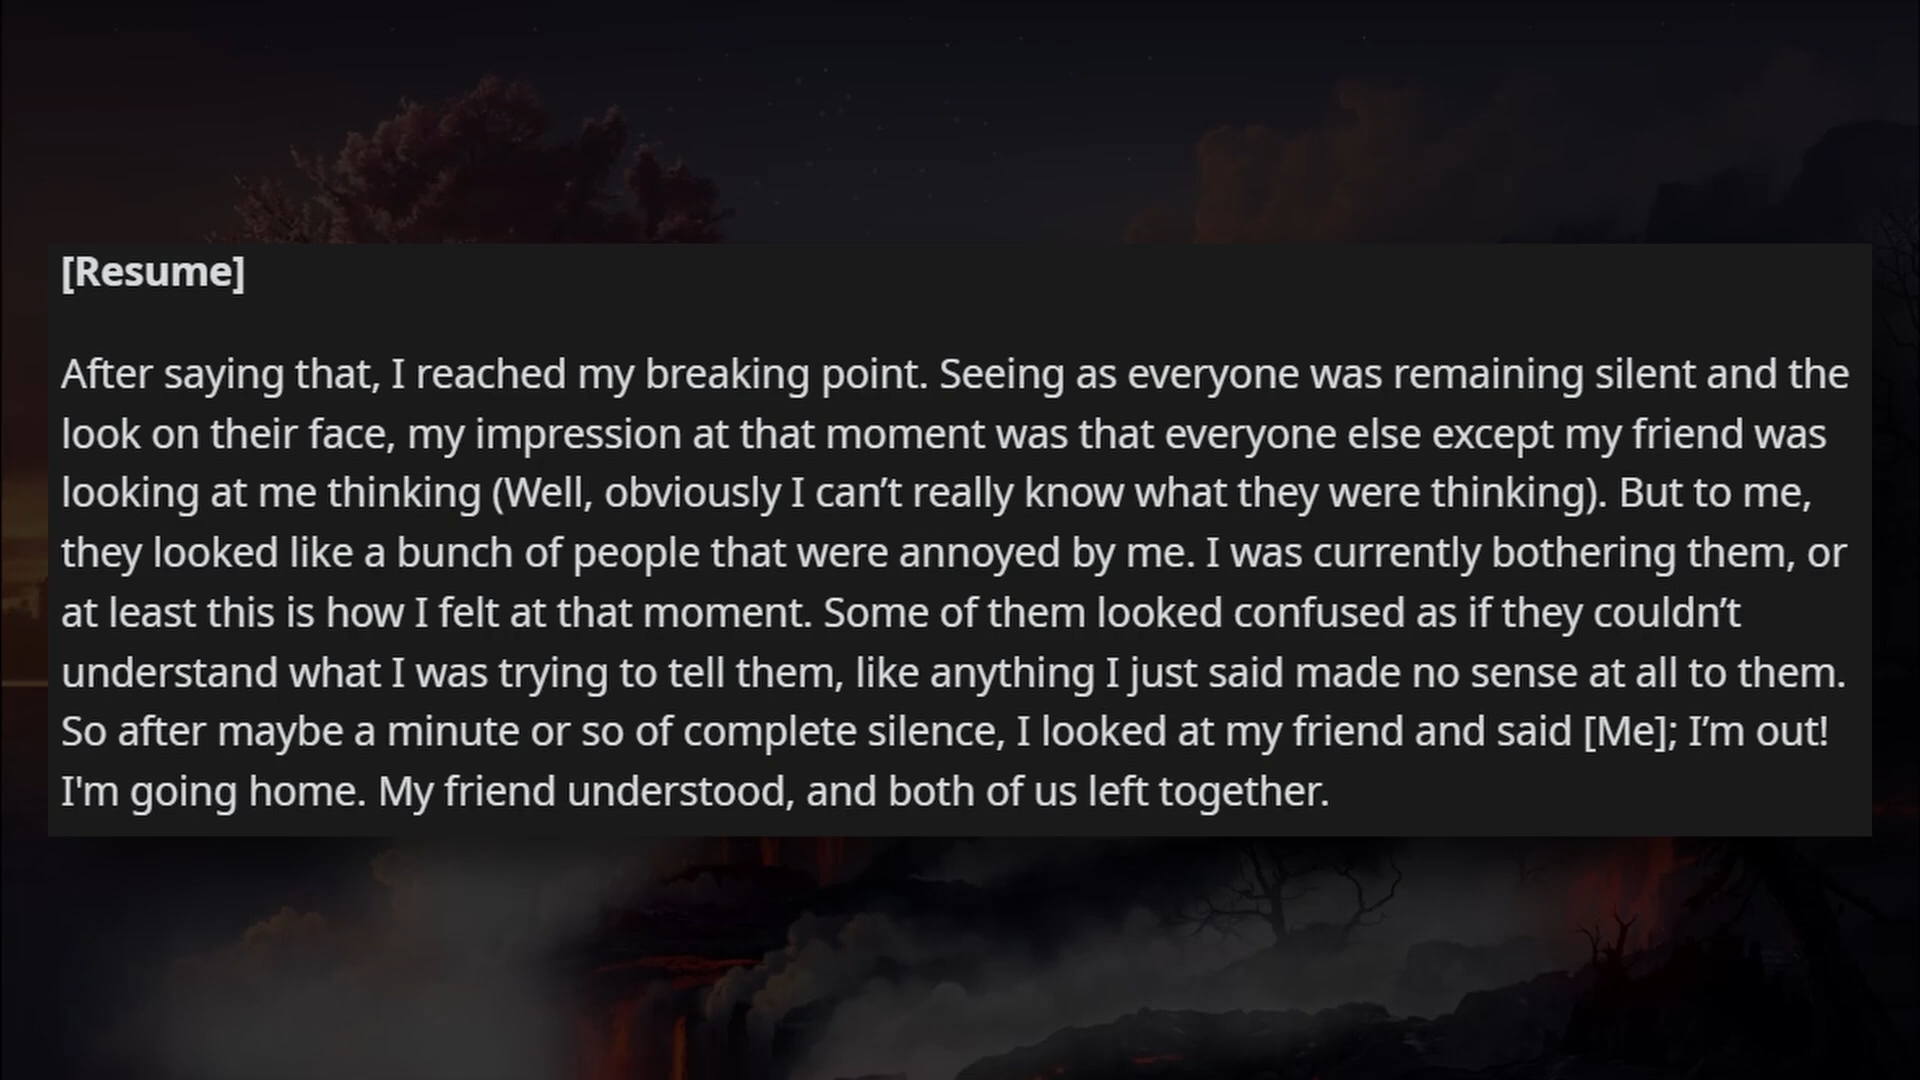 [Resume]
After saying that, I reached my breaking point. Seeing as everyone was remaining silent and the
look on their face, my impression at that moment was that everyone else except my friend was
looking at me thinking (Well, obviously I can’t really know what they were thinking). But to me,
they looked like a bunch of people that were annoyed by me. I was currently bothering them, or
at least this is how I felt at that moment. Some of them looked confused as if they couldn’t
understand what I was trying to tell them, like anything I just said made no sense at all to them.
So after maybe a minute or so of complete silence, I looked at my friend and said [Me]; I’m out!
I'm going home. My friend understood, and both of us left together.